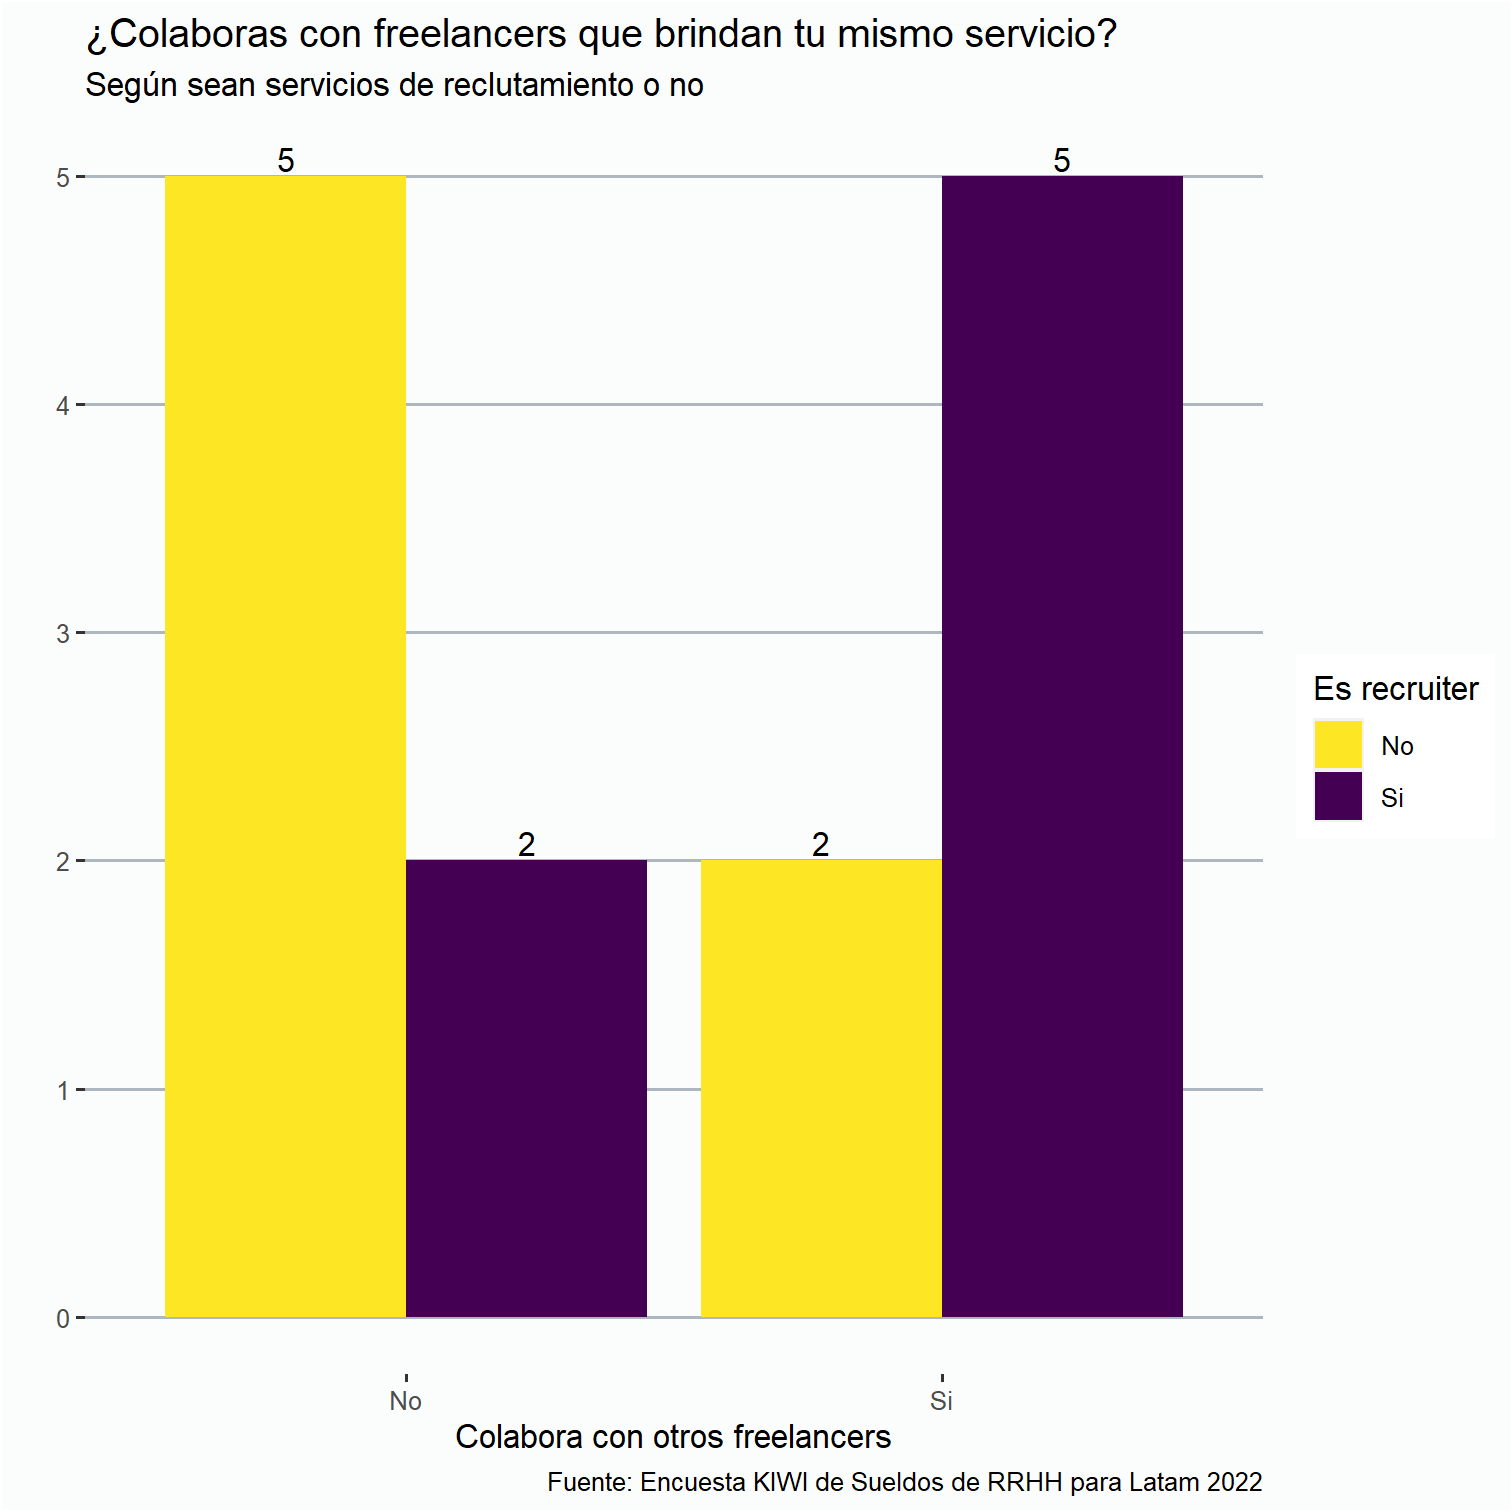 ¿Colaboras con freelancers que brindan tu mismo servicio?
Según sean servicios de reclutamiento o no
5
4
3
2
1
0
5
2
2
5
No
Si
Colabora con otros freelancers
Es recruiter
No
Si
Fuente: Encuesta KIWI de Sueldos de RRHH para Latam 2022